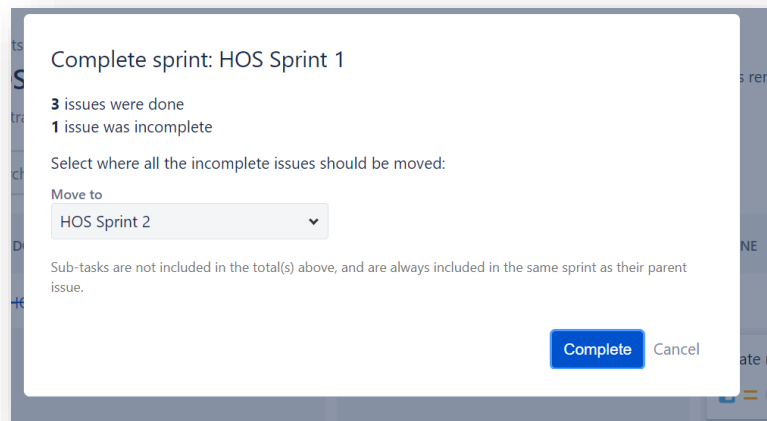 Complete sprint: HOS Sprint 1
3 issues were done
1 issue was incomplete
Select where all the incomplete issues should be moved:
Move to
HOS Sprint 2
Sub-tasks are not included in the total(s) above, and are always included in the same sprint as their parent
issue.
Complete Cancel